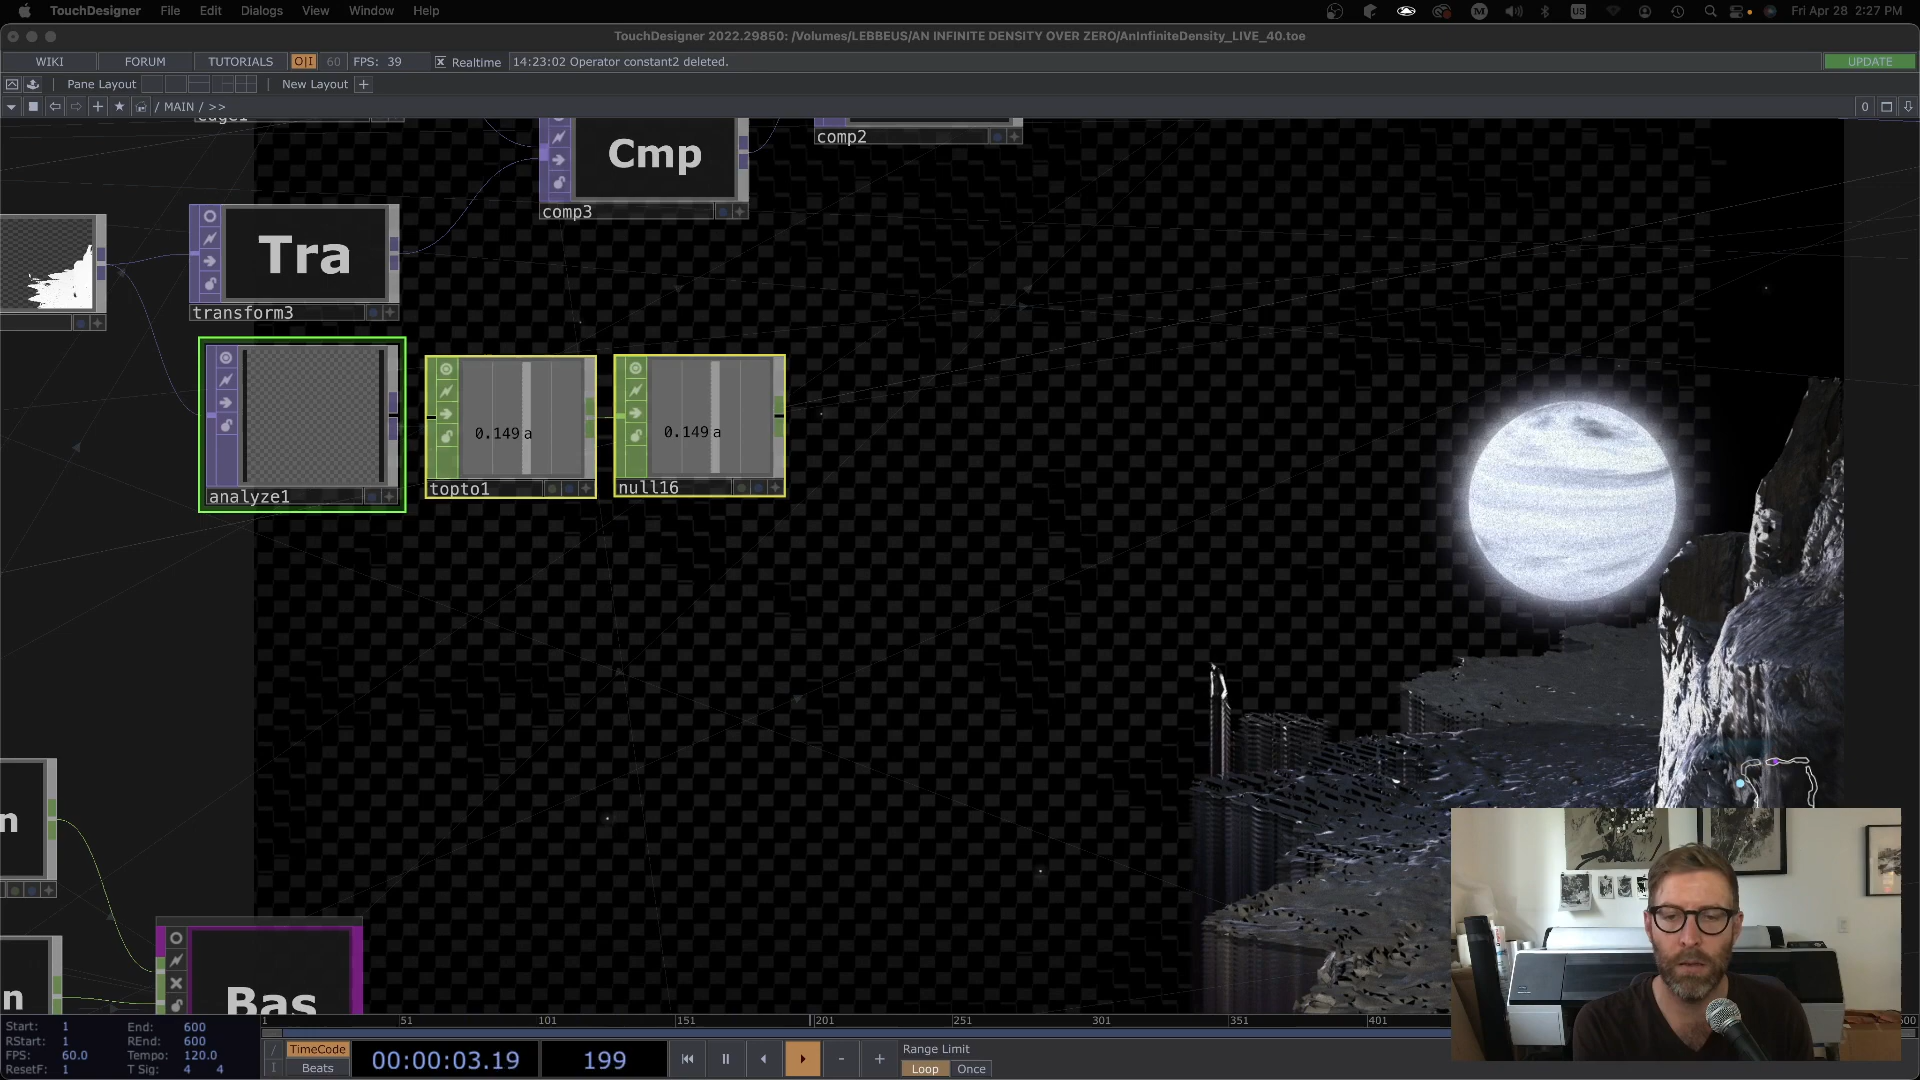 TouchDesigner File Edit Dialogs View Window Help
US Fri Apr 28 2:27 PM
TouchDesigner 2022.29850: /Volumes/LEBBEUS/AN INFINITE DENSITY OVER ZERO/AnInfiniteDensity_LIVE_40.toe
WIKI FORUM TUTORIALS O|I 60 FPS: 39 Realtime 14:23:02 Operator constant2 deleted. UPDATE
Pane Layout New Layout +
/ MAIN / >> 0
edge1
comp2
Cmp
comp3
Tra
transform3
analyze1
0.149 a
topto1
0.149 a
null16
n
n
Bas
1 51 101 151 201 251 301 351 401
Start: 1 End: 600
RStart: 1 REnd: 600
FPS: 60.0 Tempo: 120.0
ResetF: 1 T Sig: 4 4
TimeCode
Beats
00:00:03.19 199
- +
Range Limit
Loop Once